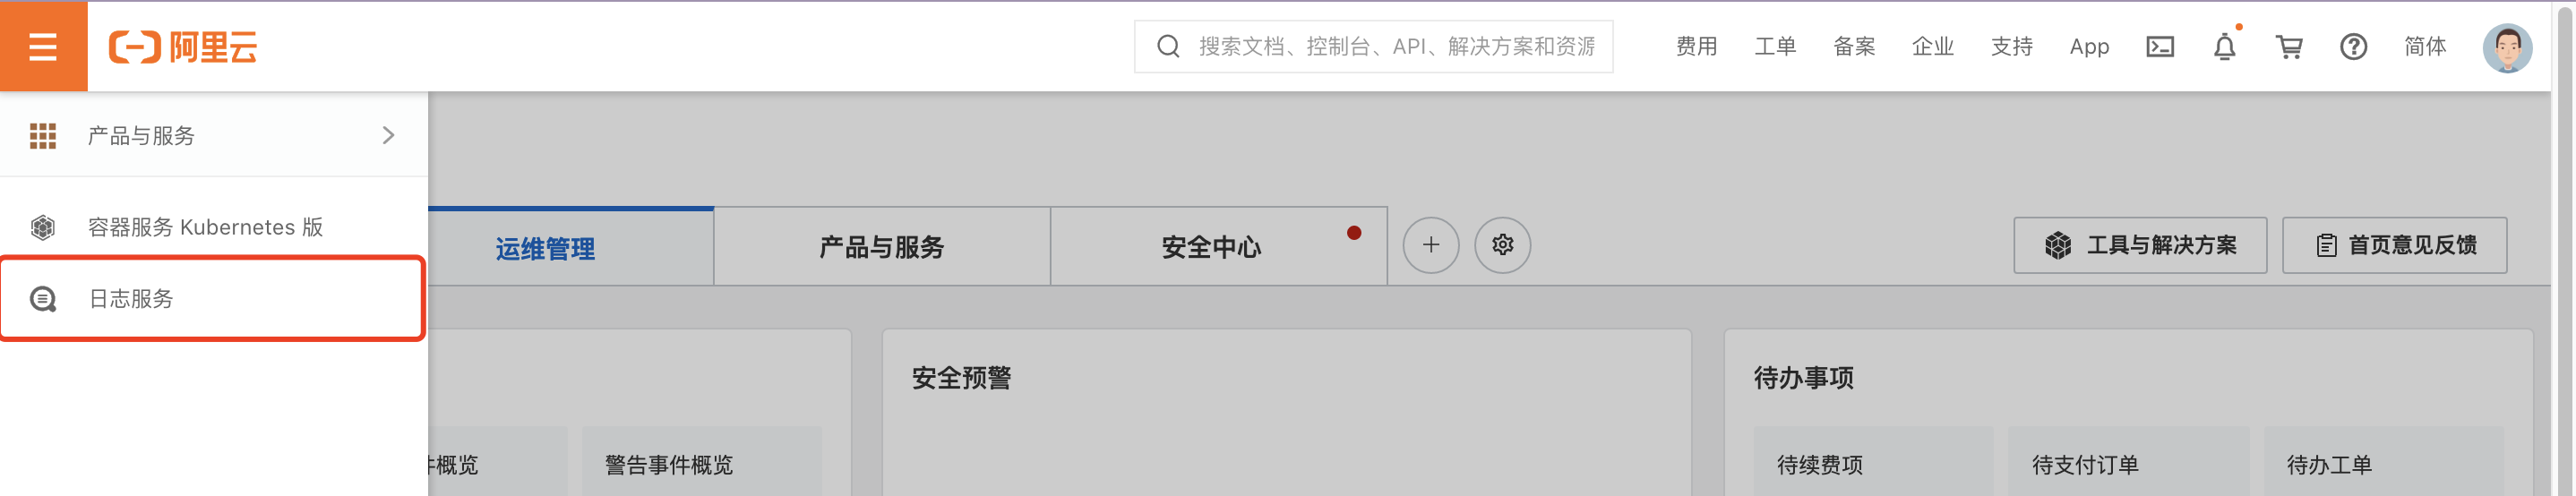 阿里云
搜索文档、控制台、API、解决方案和资源
费用
工单
备案
企业
支持
App
简体
产品与服务
容器服务 Kubernetes 版
日志服务
运维管理
产品与服务
安全中心
工具与解决方案
首页意见反馈
安全预警
待办事项
概览
警告事件概览
待续费项
待支付订单
待办工单